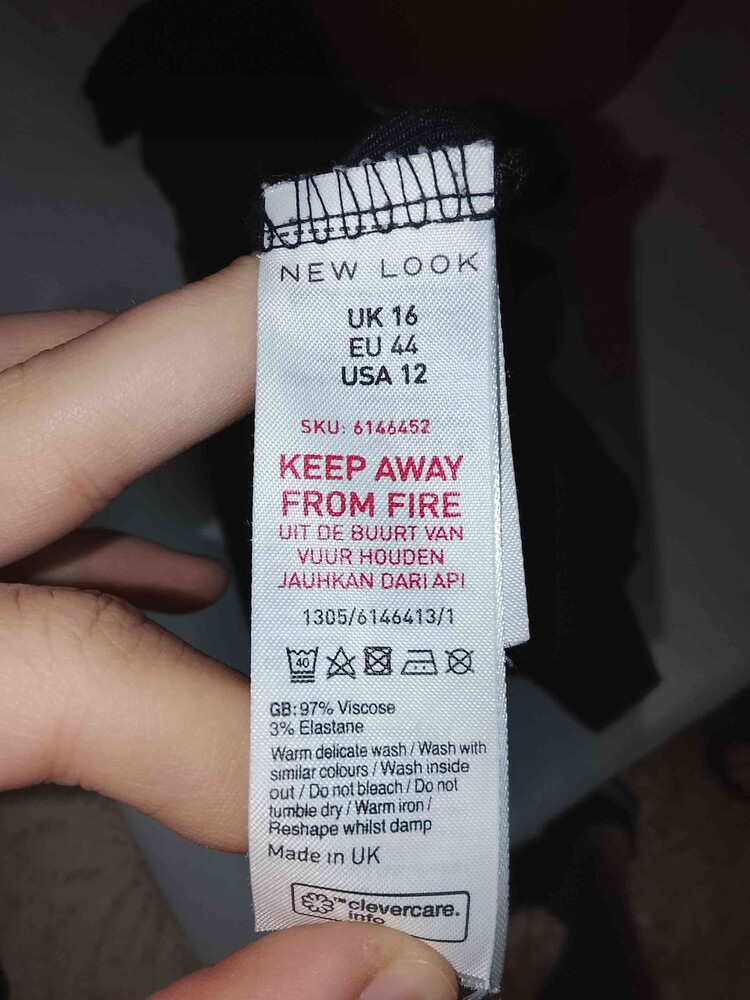 NEW LOOK
UK 16
EU 44
USA 12
SKU: 6146452
KEEP AWAY
FROM FIRE
UIT DE BUURT VAN
VUUR HOUDEN
JAUHKAN DARI API
1305/6146413/1
40
GB: 97% Viscose
3% Elastane
Warm delicate wash / Wash with
similar colours / Wash inside
out / Do not bleach / Do not
tumble dry / Warm iron /
Reshape whilst damp
Made in UK
™clevercare.
info